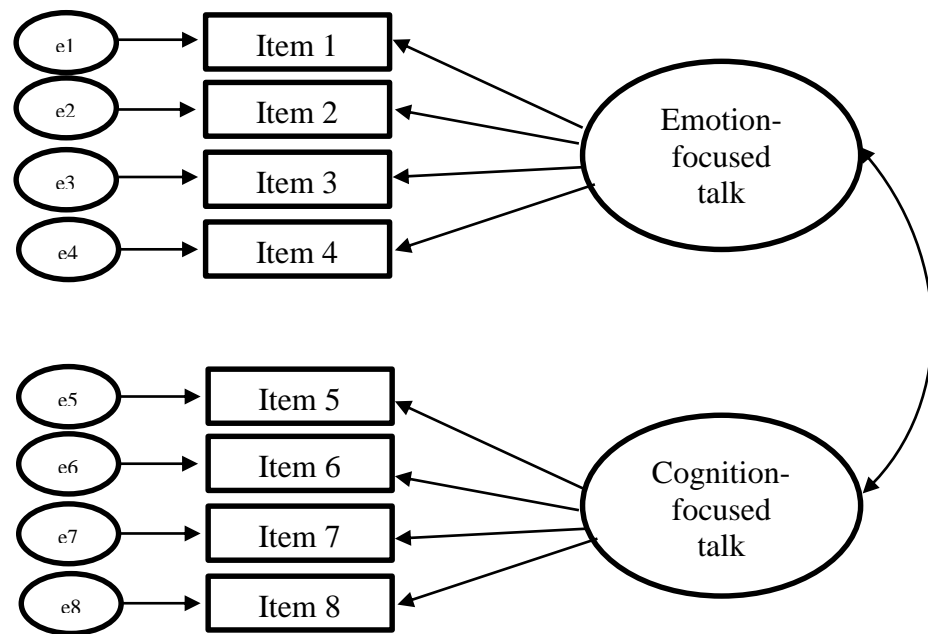 e1
Item 1
e2
Item 2
e3
Item 3
e4
Item 4
Emotion-
focused
talk
e5
Item 5
e6
Item 6
e7
Item 7
e8
Item 8
Cognition-
focused
talk